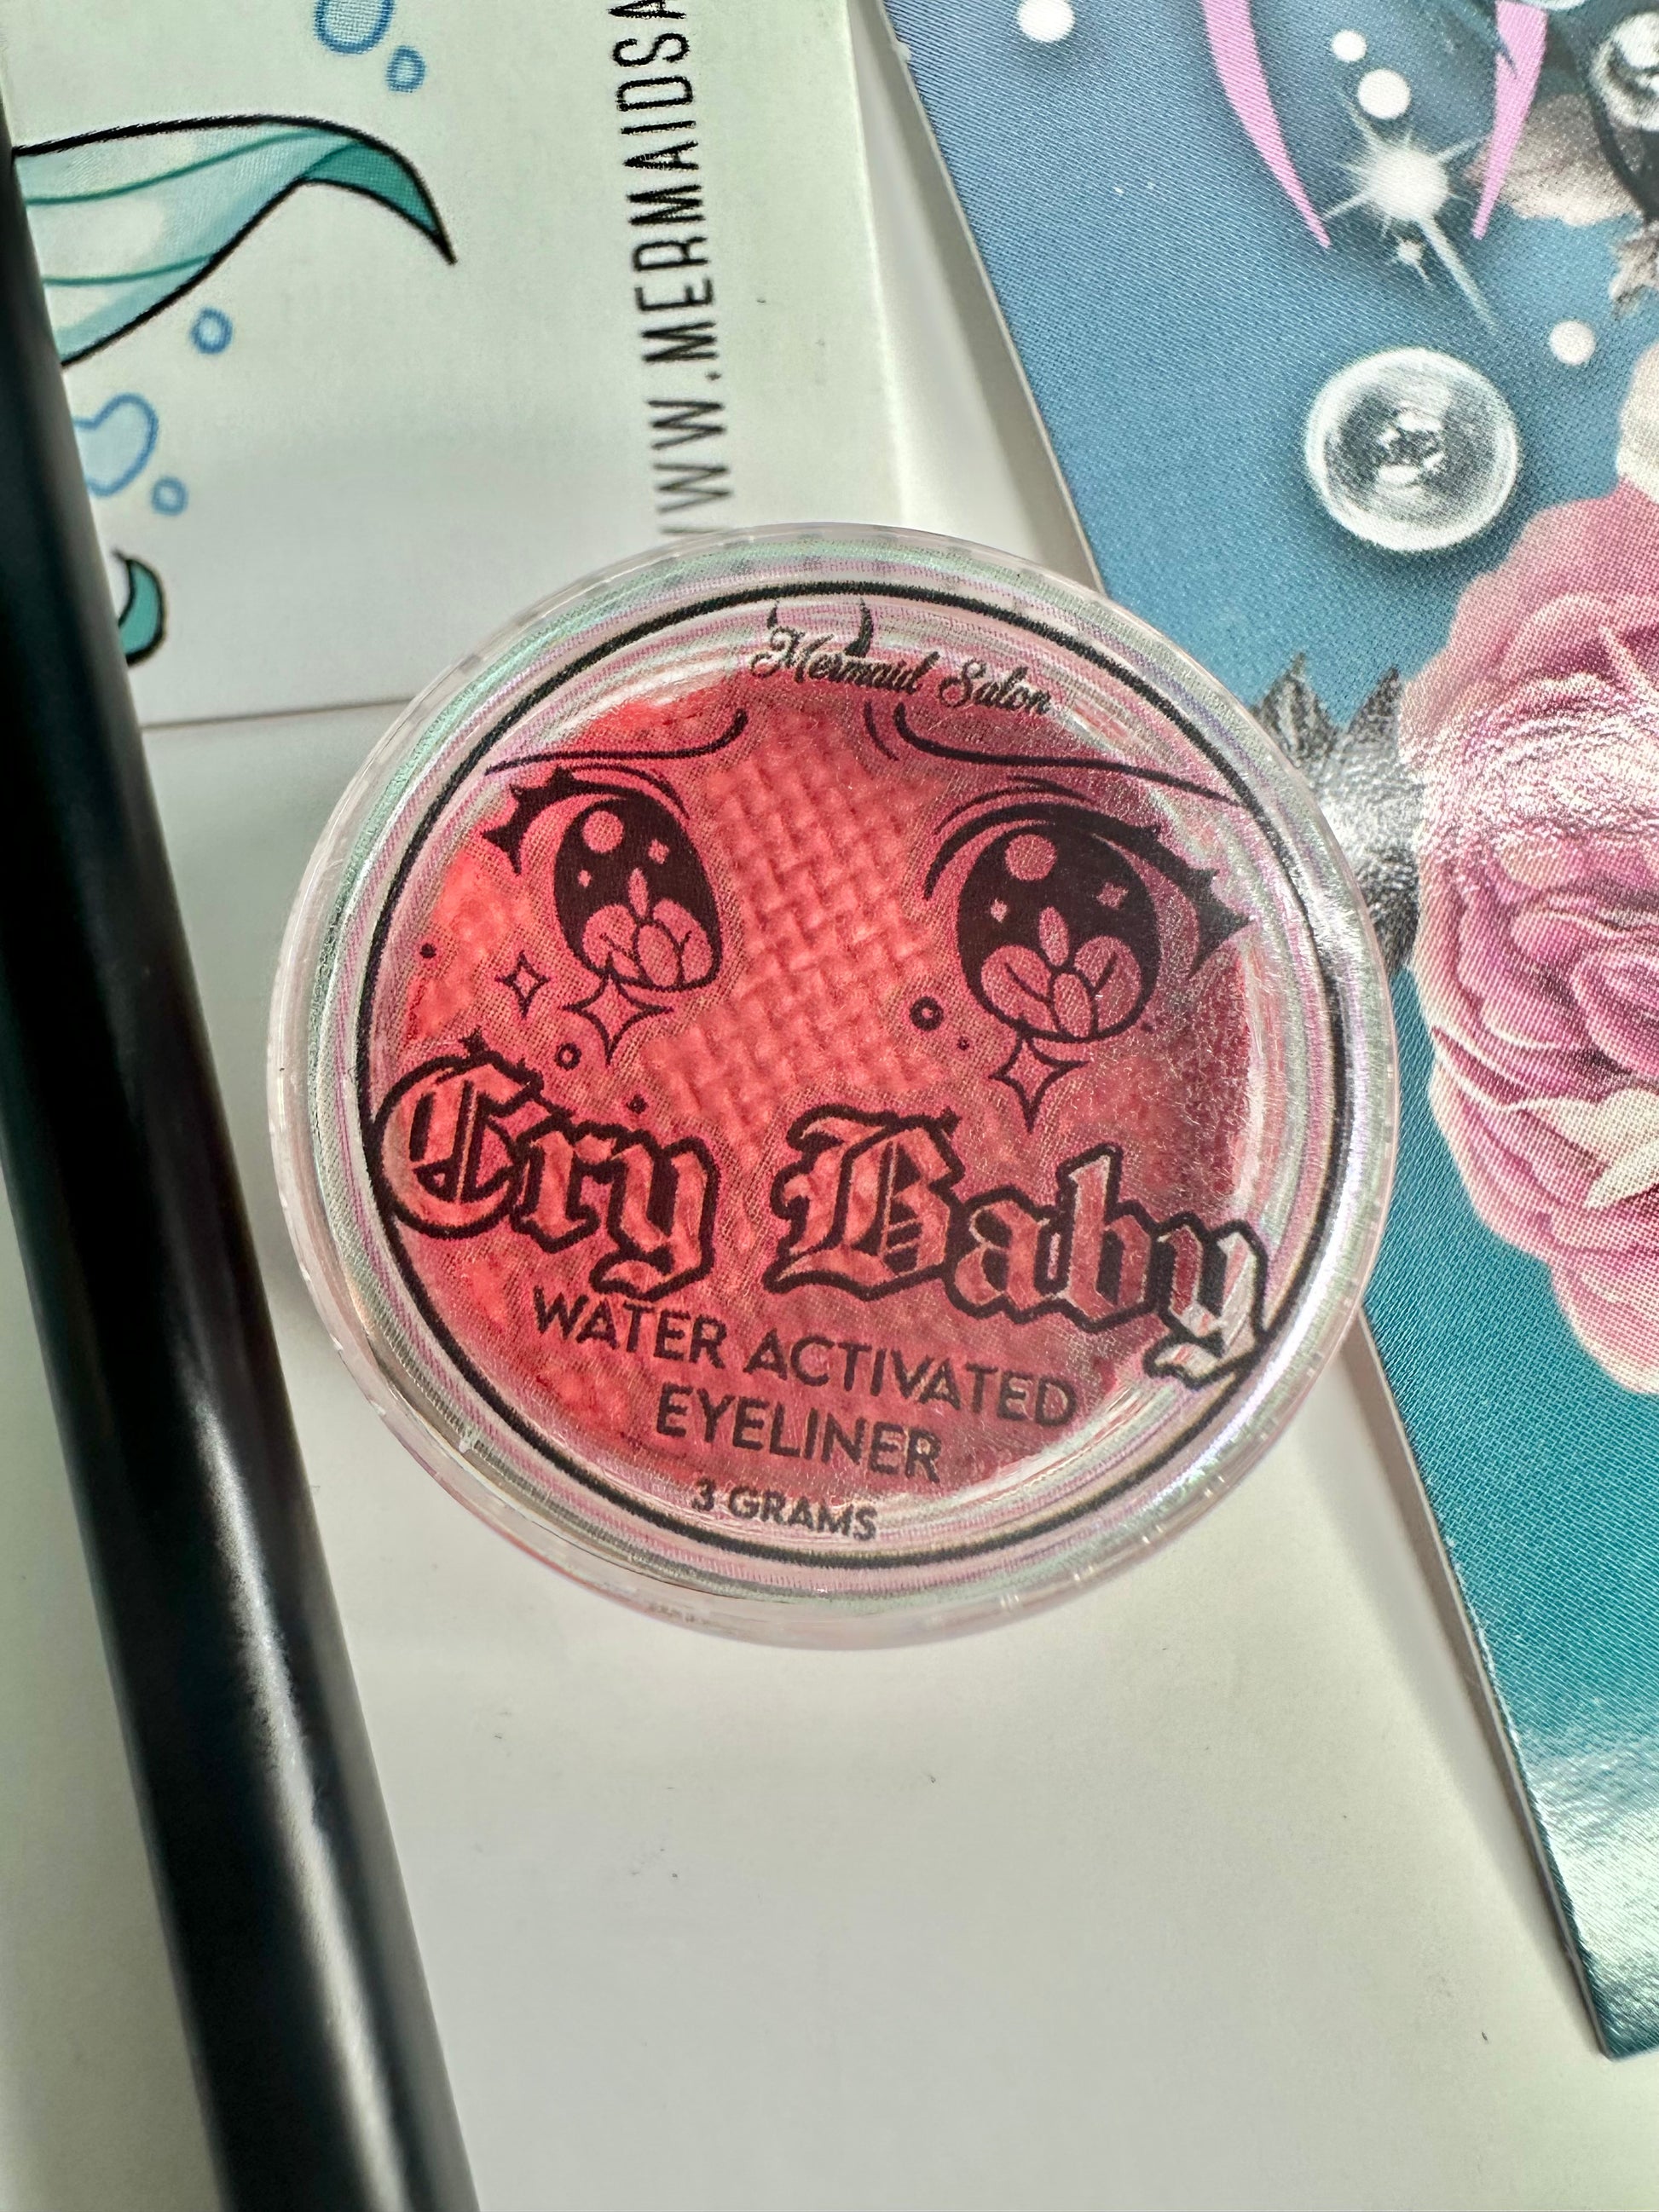 WWW.MERMAIDSA
Mermaid Salon
Cry Baby
WATER ACTIVATED
EYELINER
3 GRAMS